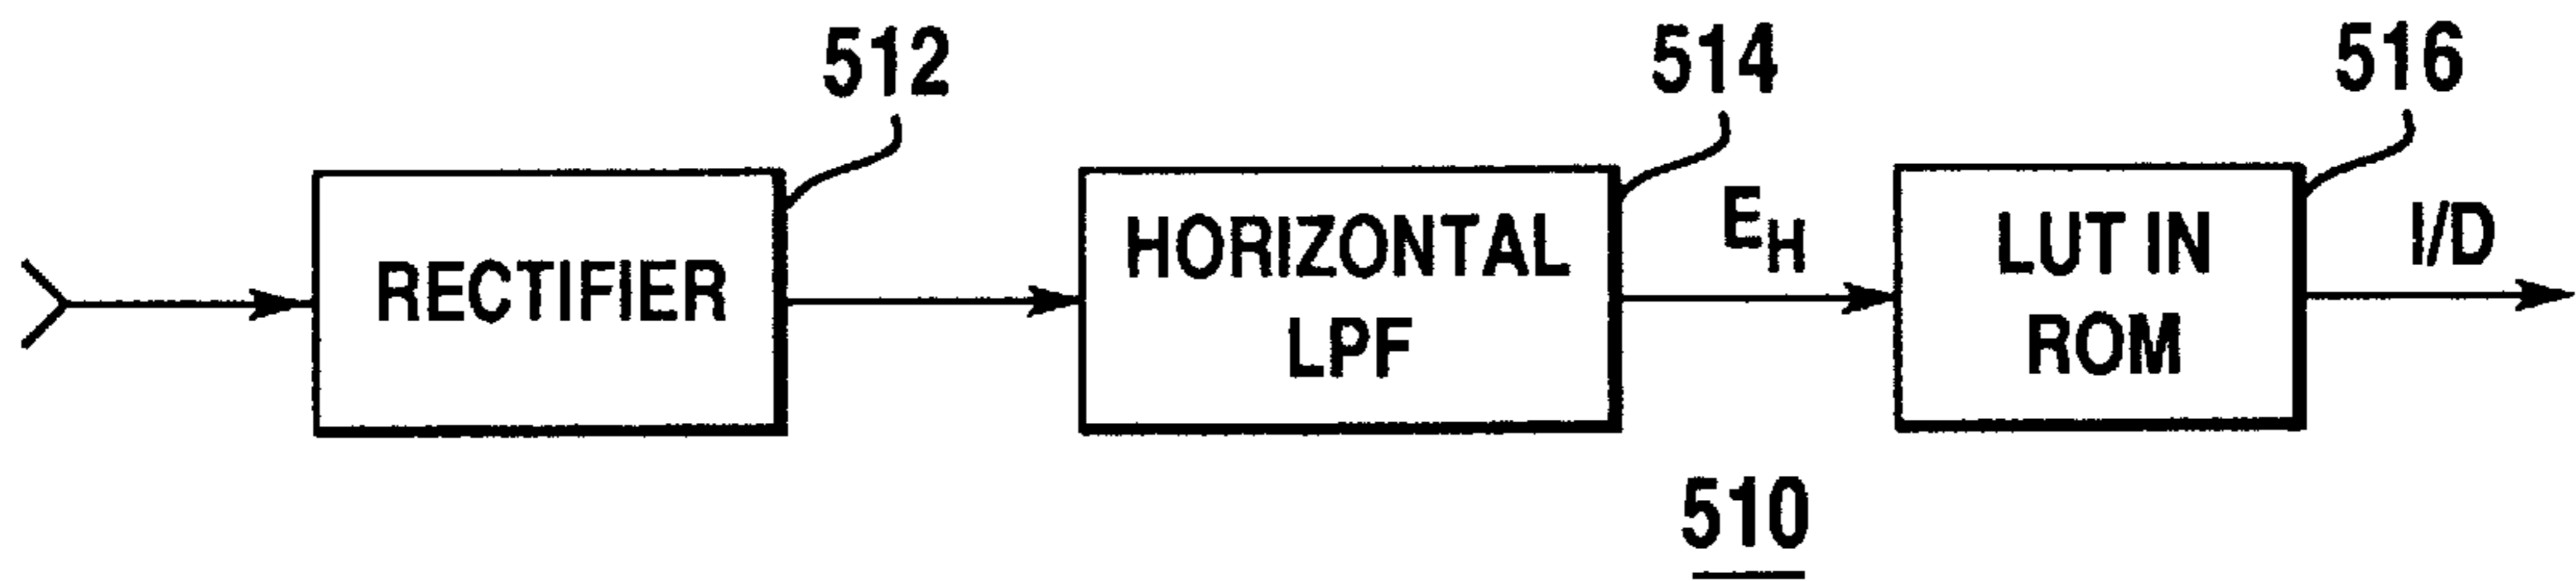 512
514
516
RECTIFIER
HORIZONTAL
LPF
E_H
LUT IN
ROM
I/D
510